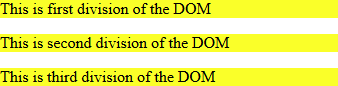 This is first division of the DOM
This is second division of the DOM
This is third division of the DOM